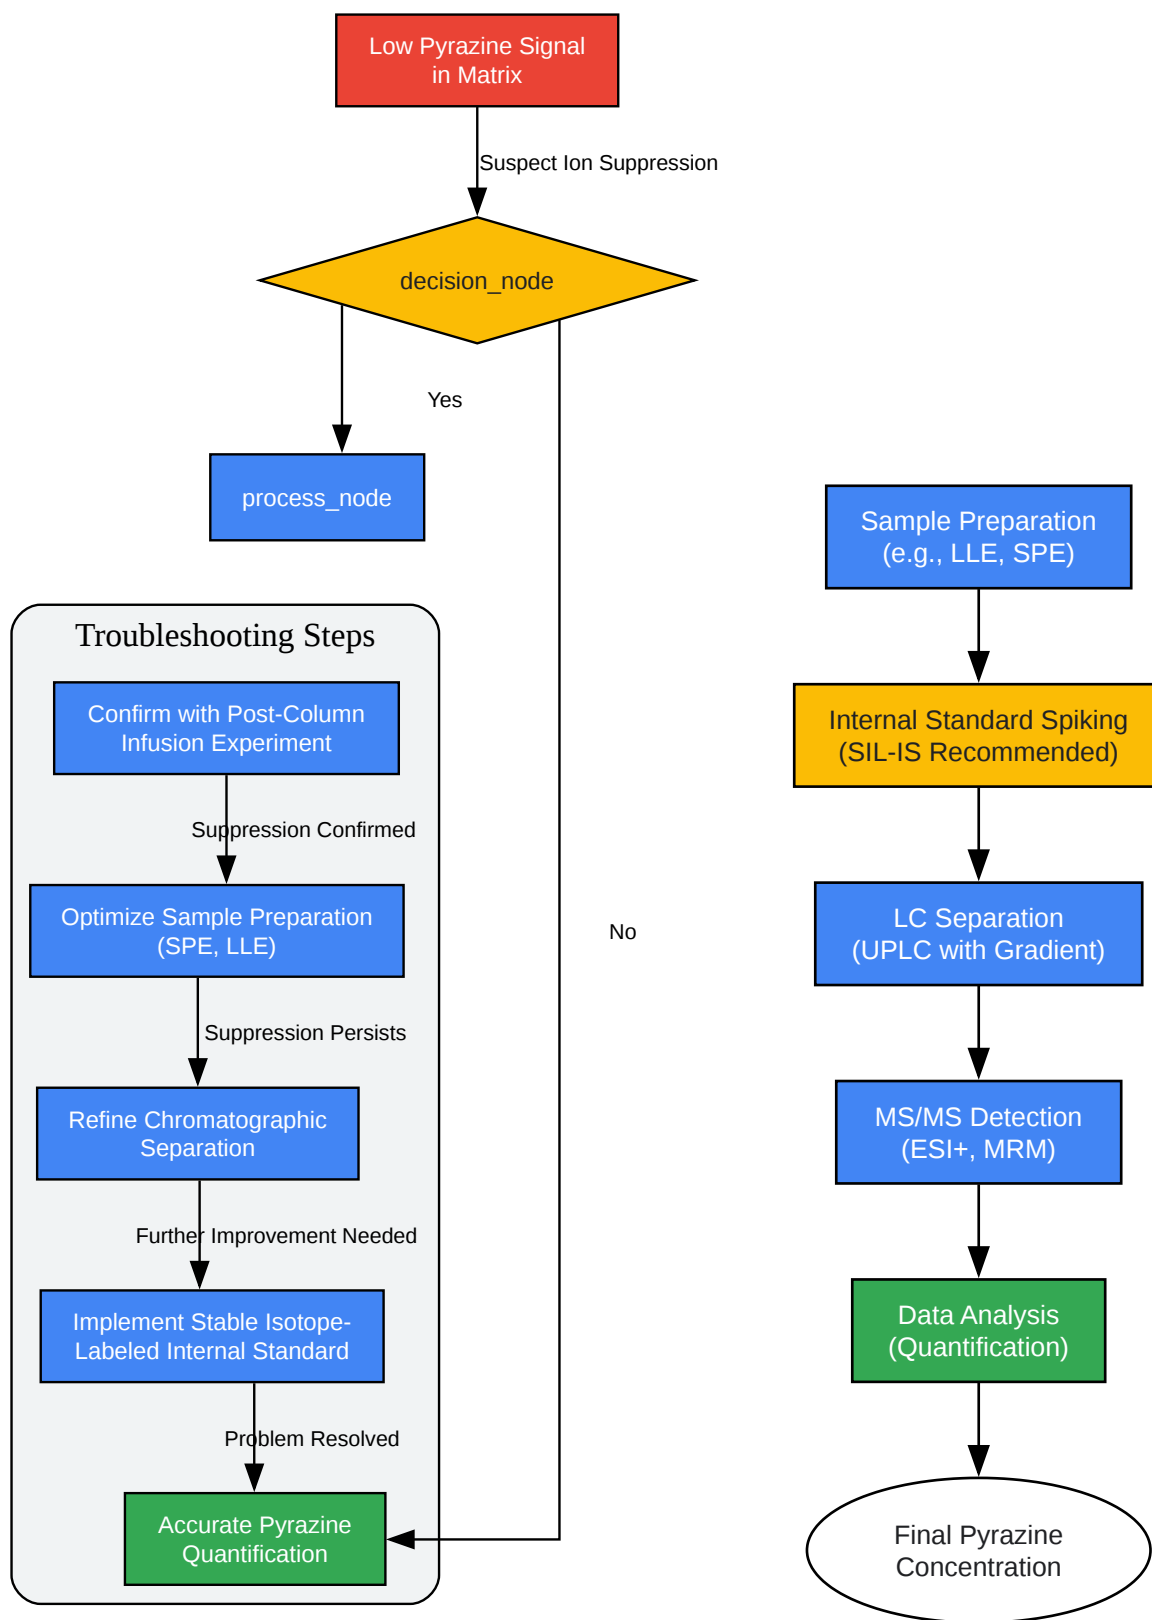 Low Pyrazine Signal
in Matrix
Suspect Ion Suppression
decision_node
Yes
process_node
No
Troubleshooting Steps
Confirm with Post-Column
Infusion Experiment
Suppression Confirmed
Optimize Sample Preparation
(SPE, LLE)
Suppression Persists
Refine Chromatographic
Separation
Further Improvement Needed
Implement Stable Isotope-
Labeled Internal Standard
Problem Resolved
Accurate Pyrazine
Quantification
Sample Preparation
(e.g., LLE, SPE)
Internal Standard Spiking
(SIL-IS Recommended)
LC Separation
(UPLC with Gradient)
MS/MS Detection
(ESI+, MRM)
Data Analysis
(Quantification)
Final Pyrazine
Concentration